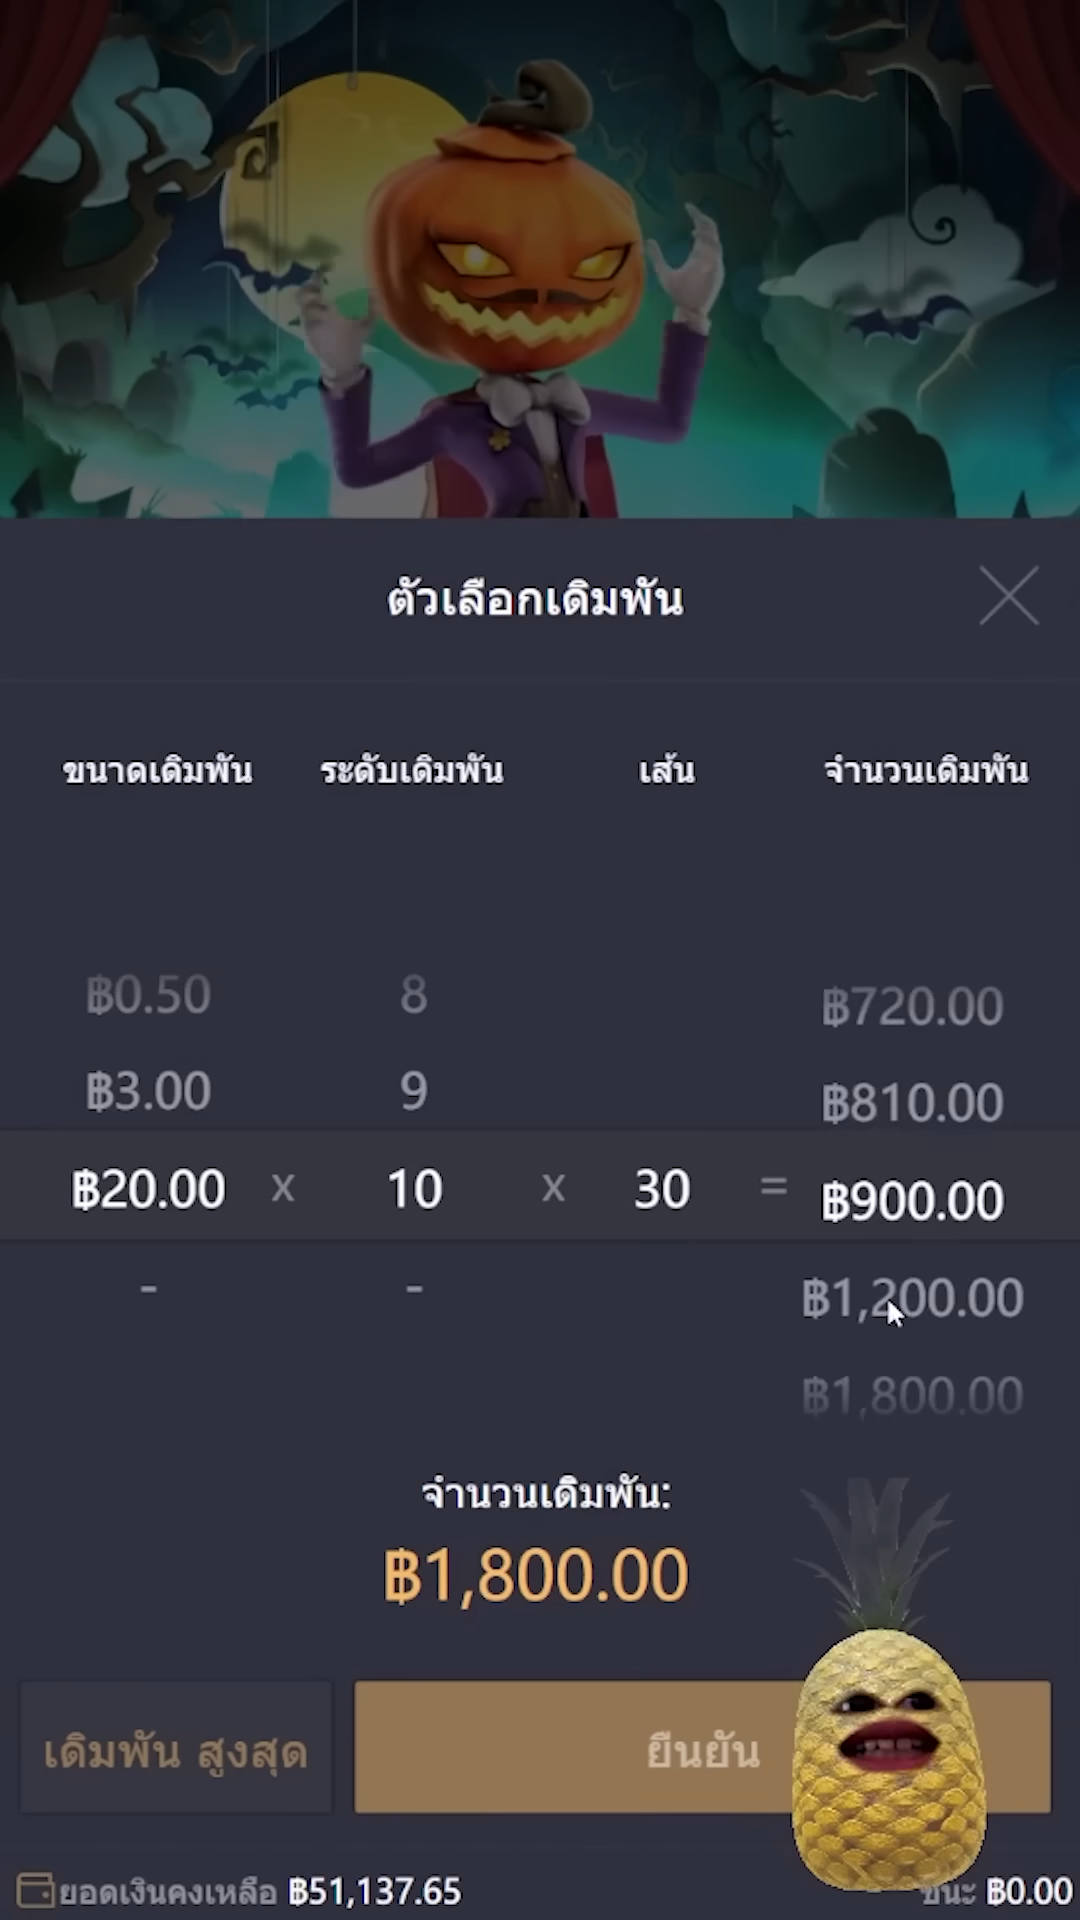 ตัวเลือกเดิมพัน
ขนาดเดิมพัน ระดับเดิมพัน เส้น จำนวนเดิมพัน
฿0.50 8 ฿720.00
฿3.00 9 ฿810.00
฿20.00 x 10 x 30 = ฿900.00
- - ฿1,200.00
฿1,800.00
จำนวนเดิมพัน:
฿1,800.00
เดิมพัน สูงสุด ยืนยัน
ยอดเงินคงเหลือ ฿51,137.65 ชนะ ฿0.00